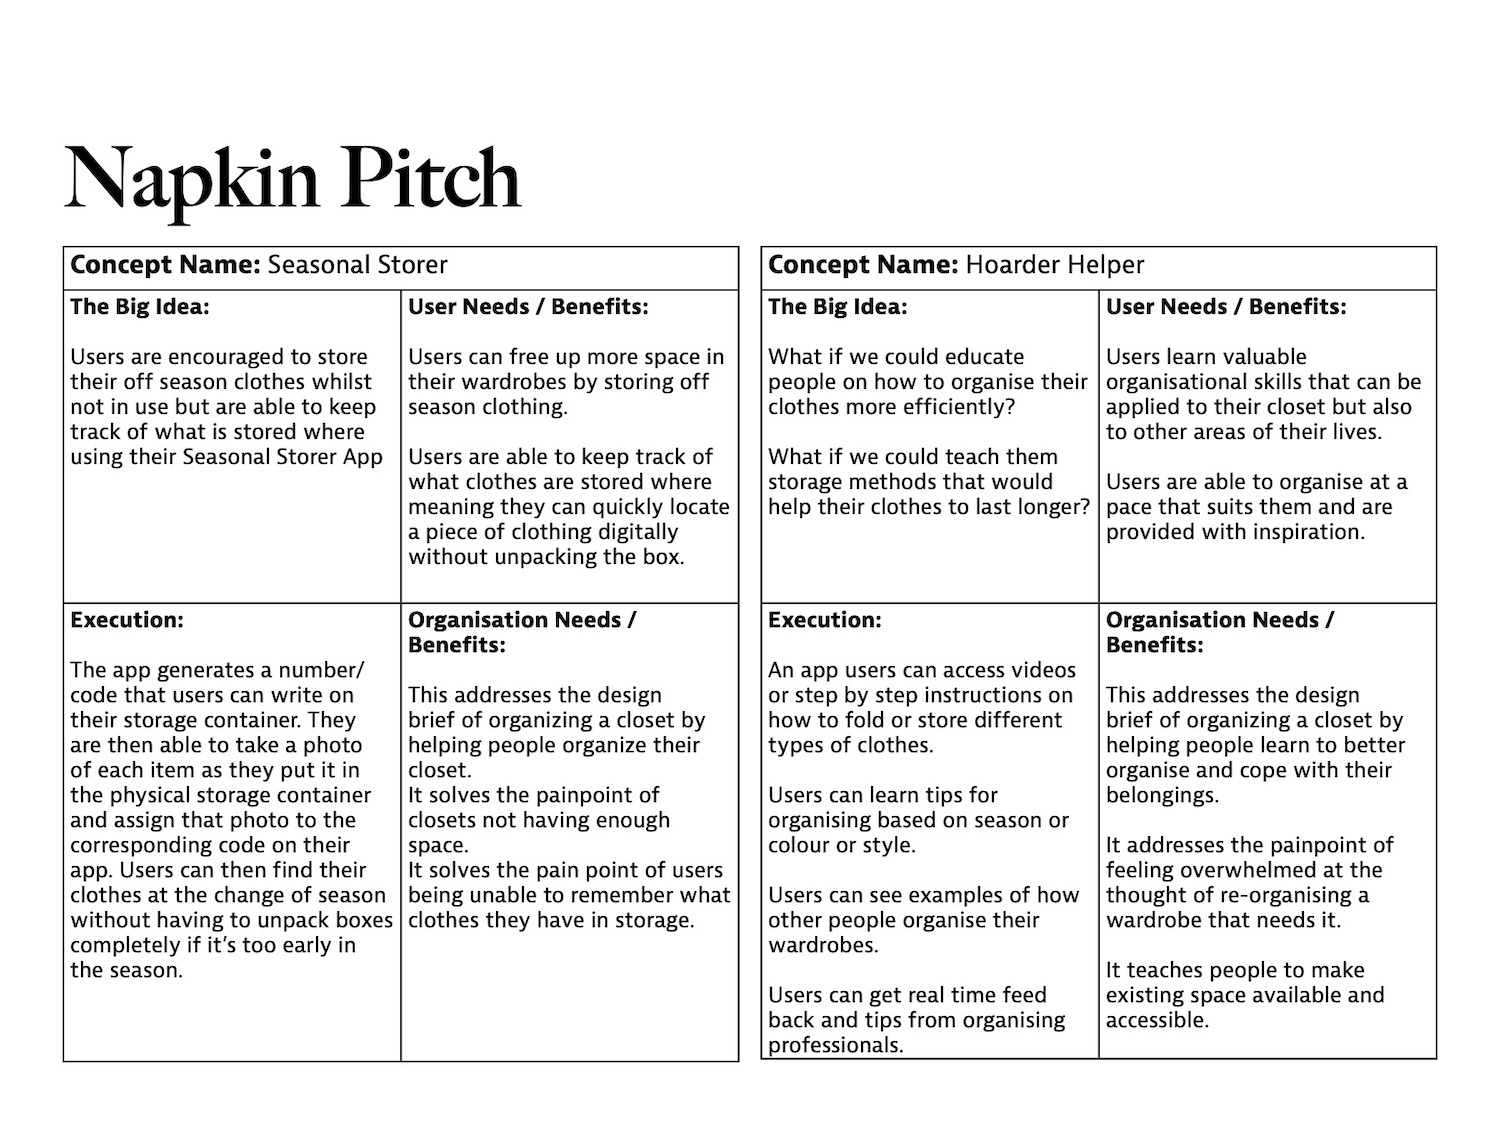 Napkin Pitch
Concept Name: Seasonal Storer
The Big Idea:
Users are encouraged to store
their off season clothes whilst
not in use but are able to keep
track of what is stored where
using their Seasonal Storer App
User Needs / Benefits:
Users can free up more space in
their wardrobes by storing off
season clothing.
Users are able to keep track of
what clothes are stored where
meaning they can quickly locate
a piece of clothing digitally
without unpacking the box.
Execution:
The app generates a number/
code that users can write on
their storage container. They
are then able to take a photo
of each item as they put it in
the physical storage container
and assign that photo to the
corresponding code on their
app. Users can then find their
clothes at the change of season
without having to unpack boxes
completely if it's too early in
the season.
Organisation Needs /
Benefits:
This addresses the design
brief of organizing a closet by
helping people organize their
closet.
It solves the painpoint of
closets not having enough
space.
It solves the pain point of users
being unable to remember what
clothes they have in storage.
Concept Name: Hoarder Helper
The Big Idea:
What if we could educate
people on how to organise their
clothes more efficiently?
What if we could teach them
storage methods that would
help their clothes to last longer?
User Needs / Benefits:
Users learn valuable
organisational skills that can be
applied to their closet but also
to other areas of their lives.
Users are able to organise at a
pace that suits them and are
provided with inspiration.
Execution:
An app users can access videos
or step by step instructions on
how to fold or store different
types of clothes.
Users can learn tips for
organising based on season or
colour or style.
Users can see examples of how
other people organise their
wardrobes.
Users can get real time feed
back and tips from organising
professionals.
Organisation Needs /
Benefits:
This addresses the design
brief of organizing a closet by
helping people learn to better
organise and cope with their
belongings.
It addresses the painpoint of
feeling overwhelmed at the
thought of re-organising a
wardrobe that needs it.
It teaches people to make
existing space available and
accessible.